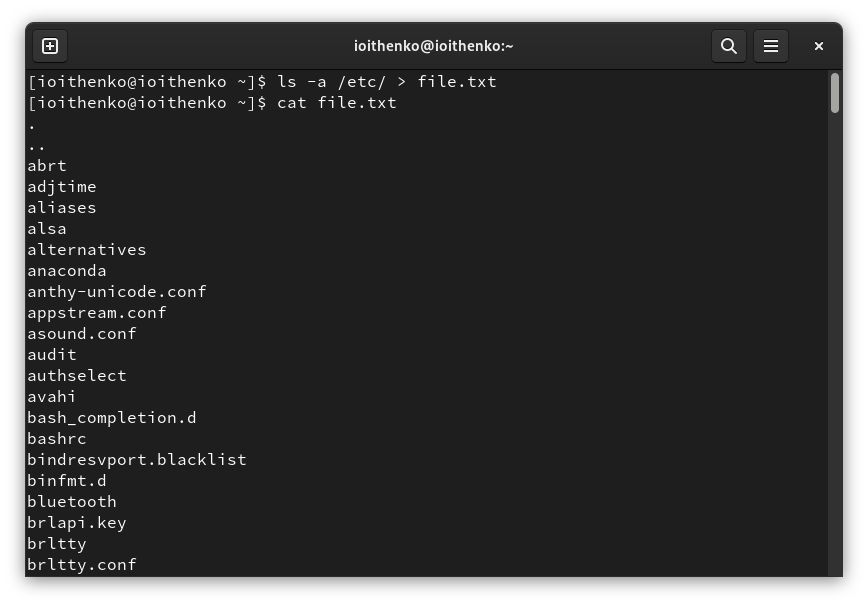 ioithenko@ioithenko:~
[ioithenko@ioithenko ~]$ ls -a /etc/ > file.txt
[ioithenko@ioithenko ~]$ cat file.txt
.
..
abrt
adjtime
aliases
alsa
alternatives
anaconda
anthy-unicode.conf
appstream.conf
asound.conf
audit
authselect
avahi
bash_completion.d
bashrc
bindresvport.blacklist
binfmt.d
bluetooth
brlapi.key
brltty
brltty.conf